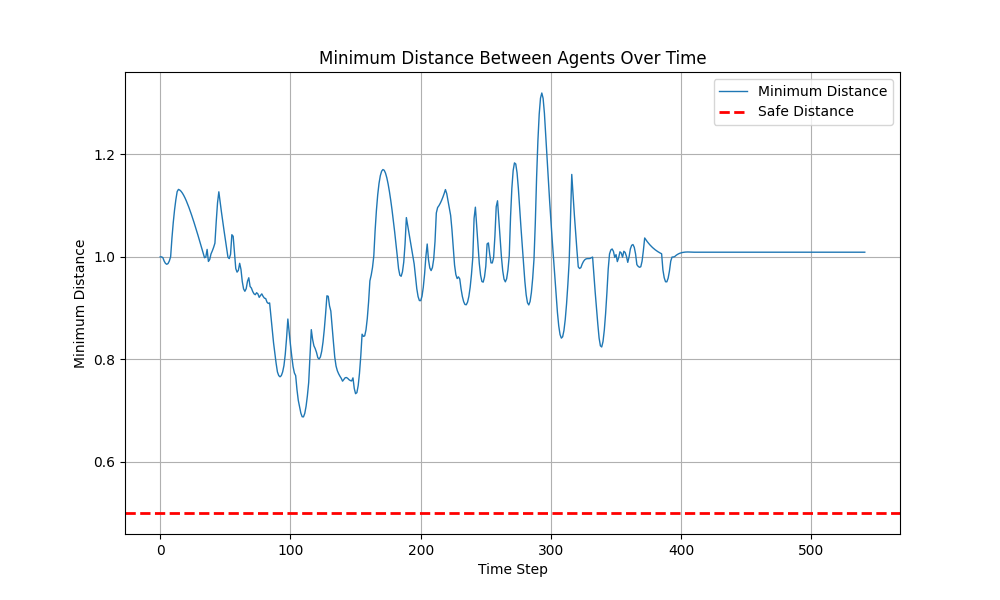 Minimum Distance Between Agents Over Time
Minimum Distance
Safe Distance
Minimum Distance
1.2
1.0
0.8
0.6
0 100 200 300 400 500
Time Step